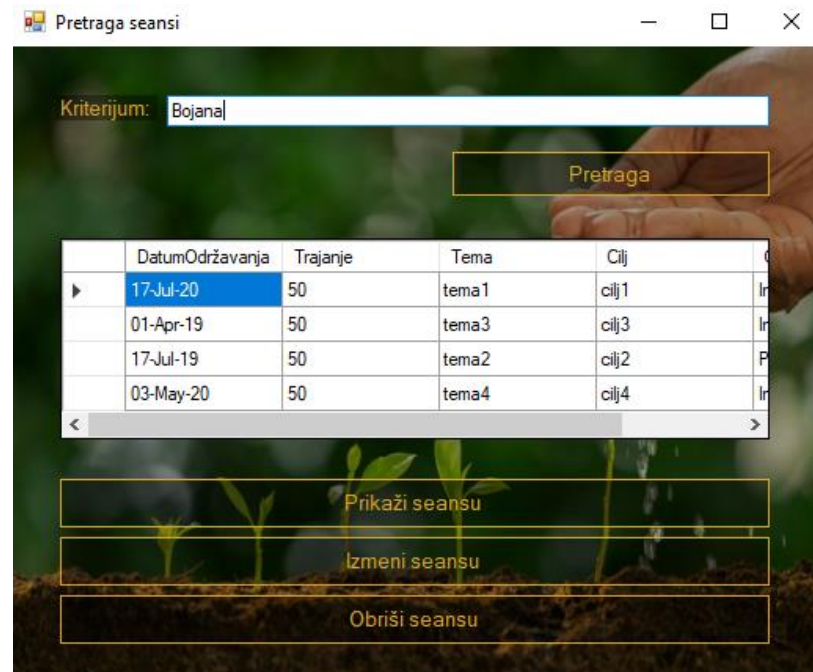 Pretraga seansi
Kriterijum: Bojana
Pretraga
DatumOdržavanja Trajanje Tema Cilj
17-Jul-20 50 tema1 cilj1
01-Apr-19 50 tema3 cilj3
17-Jul-19 50 tema2 cilj2
03-May-20 50 tema4 cilj4
Prikaži seansu
Izmeni seansu
Obriši seansu